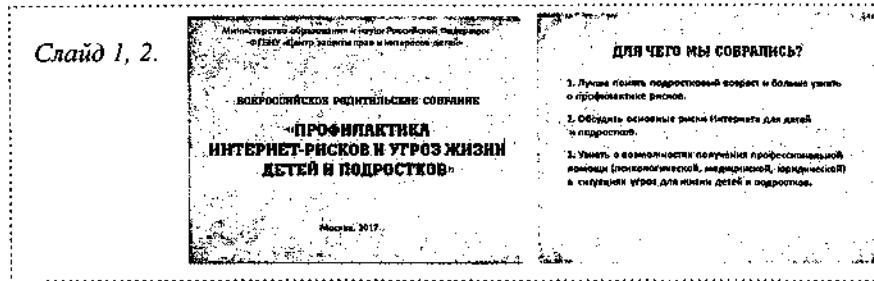 Слайд 1, 2.
Министерство образования и науки Российской Федерации
ФГБНУ «Центр защиты прав и интересов детей»
ВСЕРОССИЙСКОЕ РОДИТЕЛЬСКОЕ СОБРАНИЕ
«ПРОФИЛАКТИКА
ИНТЕРНЕТ-РИСКОВ И УГРОЗ ЖИЗНИ
ДЕТЕЙ И ПОДРОСТКОВ»
Москва, 2017
ДЛЯ ЧЕГО МЫ СОБРАЛИСЬ?
1. Лучше понять подростковый возраст и больше узнать
о профилактике рисков.
2. Обсудить основные риски Интернета для детей
и подростков.
3. Узнать о возможностях получения профессиональной
помощи (психологической, медицинской, юридической)
в ситуациях угроз для жизни детей и подростков.